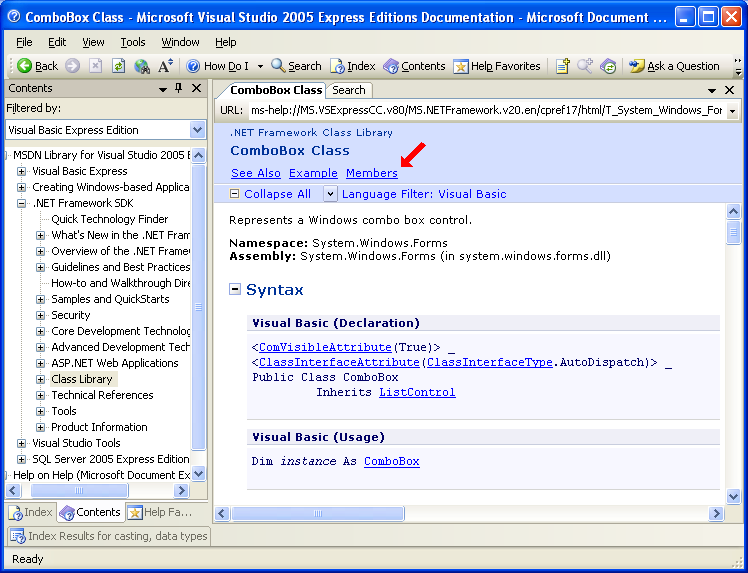 ComboBox Class - Microsoft Visual Studio 2005 Express Editions Documentation - Microsoft Document ...
File Edit View Tools Window Help
Back How Do I Search Index Contents Help Favorites Ask a Question
Contents
Filtered by:
Visual Basic Express Edition
MSDN Library for Visual Studio 2005 E
Visual Basic Express
Creating Windows-based Applica
.NET Framework SDK
Quick Technology Finder
What's New in the .NET Fram
Overview of the .NET Framew
Guidelines and Best Practices
How-to and Walkthrough Dire
Samples and QuickStarts
Security
Core Development Technolog
Advanced Development Tech
ASP.NET Web Applications
Class Library
Technical References
Tools
Product Information
Visual Studio Tools
SQL Server 2005 Express Edition
Help on Help (Microsoft Document Ex
Index Contents Help Fa...
ComboBox Class Search
URL: ms-help://MS.VSExpressCC.v80/MS.NETFramework.v20.en/cpref17/html/T_System_Windows_For
.NET Framework Class Library
ComboBox Class
See Also Example Members
Collapse All Language Filter: Visual Basic
Represents a Windows combo box control.
Namespace: System.Windows.Forms
Assembly: System.Windows.Forms (in system.windows.forms.dll)
Syntax
Visual Basic (Declaration)
<ComVisibleAttribute(True)> _
<ClassInterfaceAttribute(ClassInterfaceType.AutoDispatch)> _
Public Class ComboBox
Inherits ListControl
Visual Basic (Usage)
Dim instance As ComboBox
Index Results for casting, data types
Ready